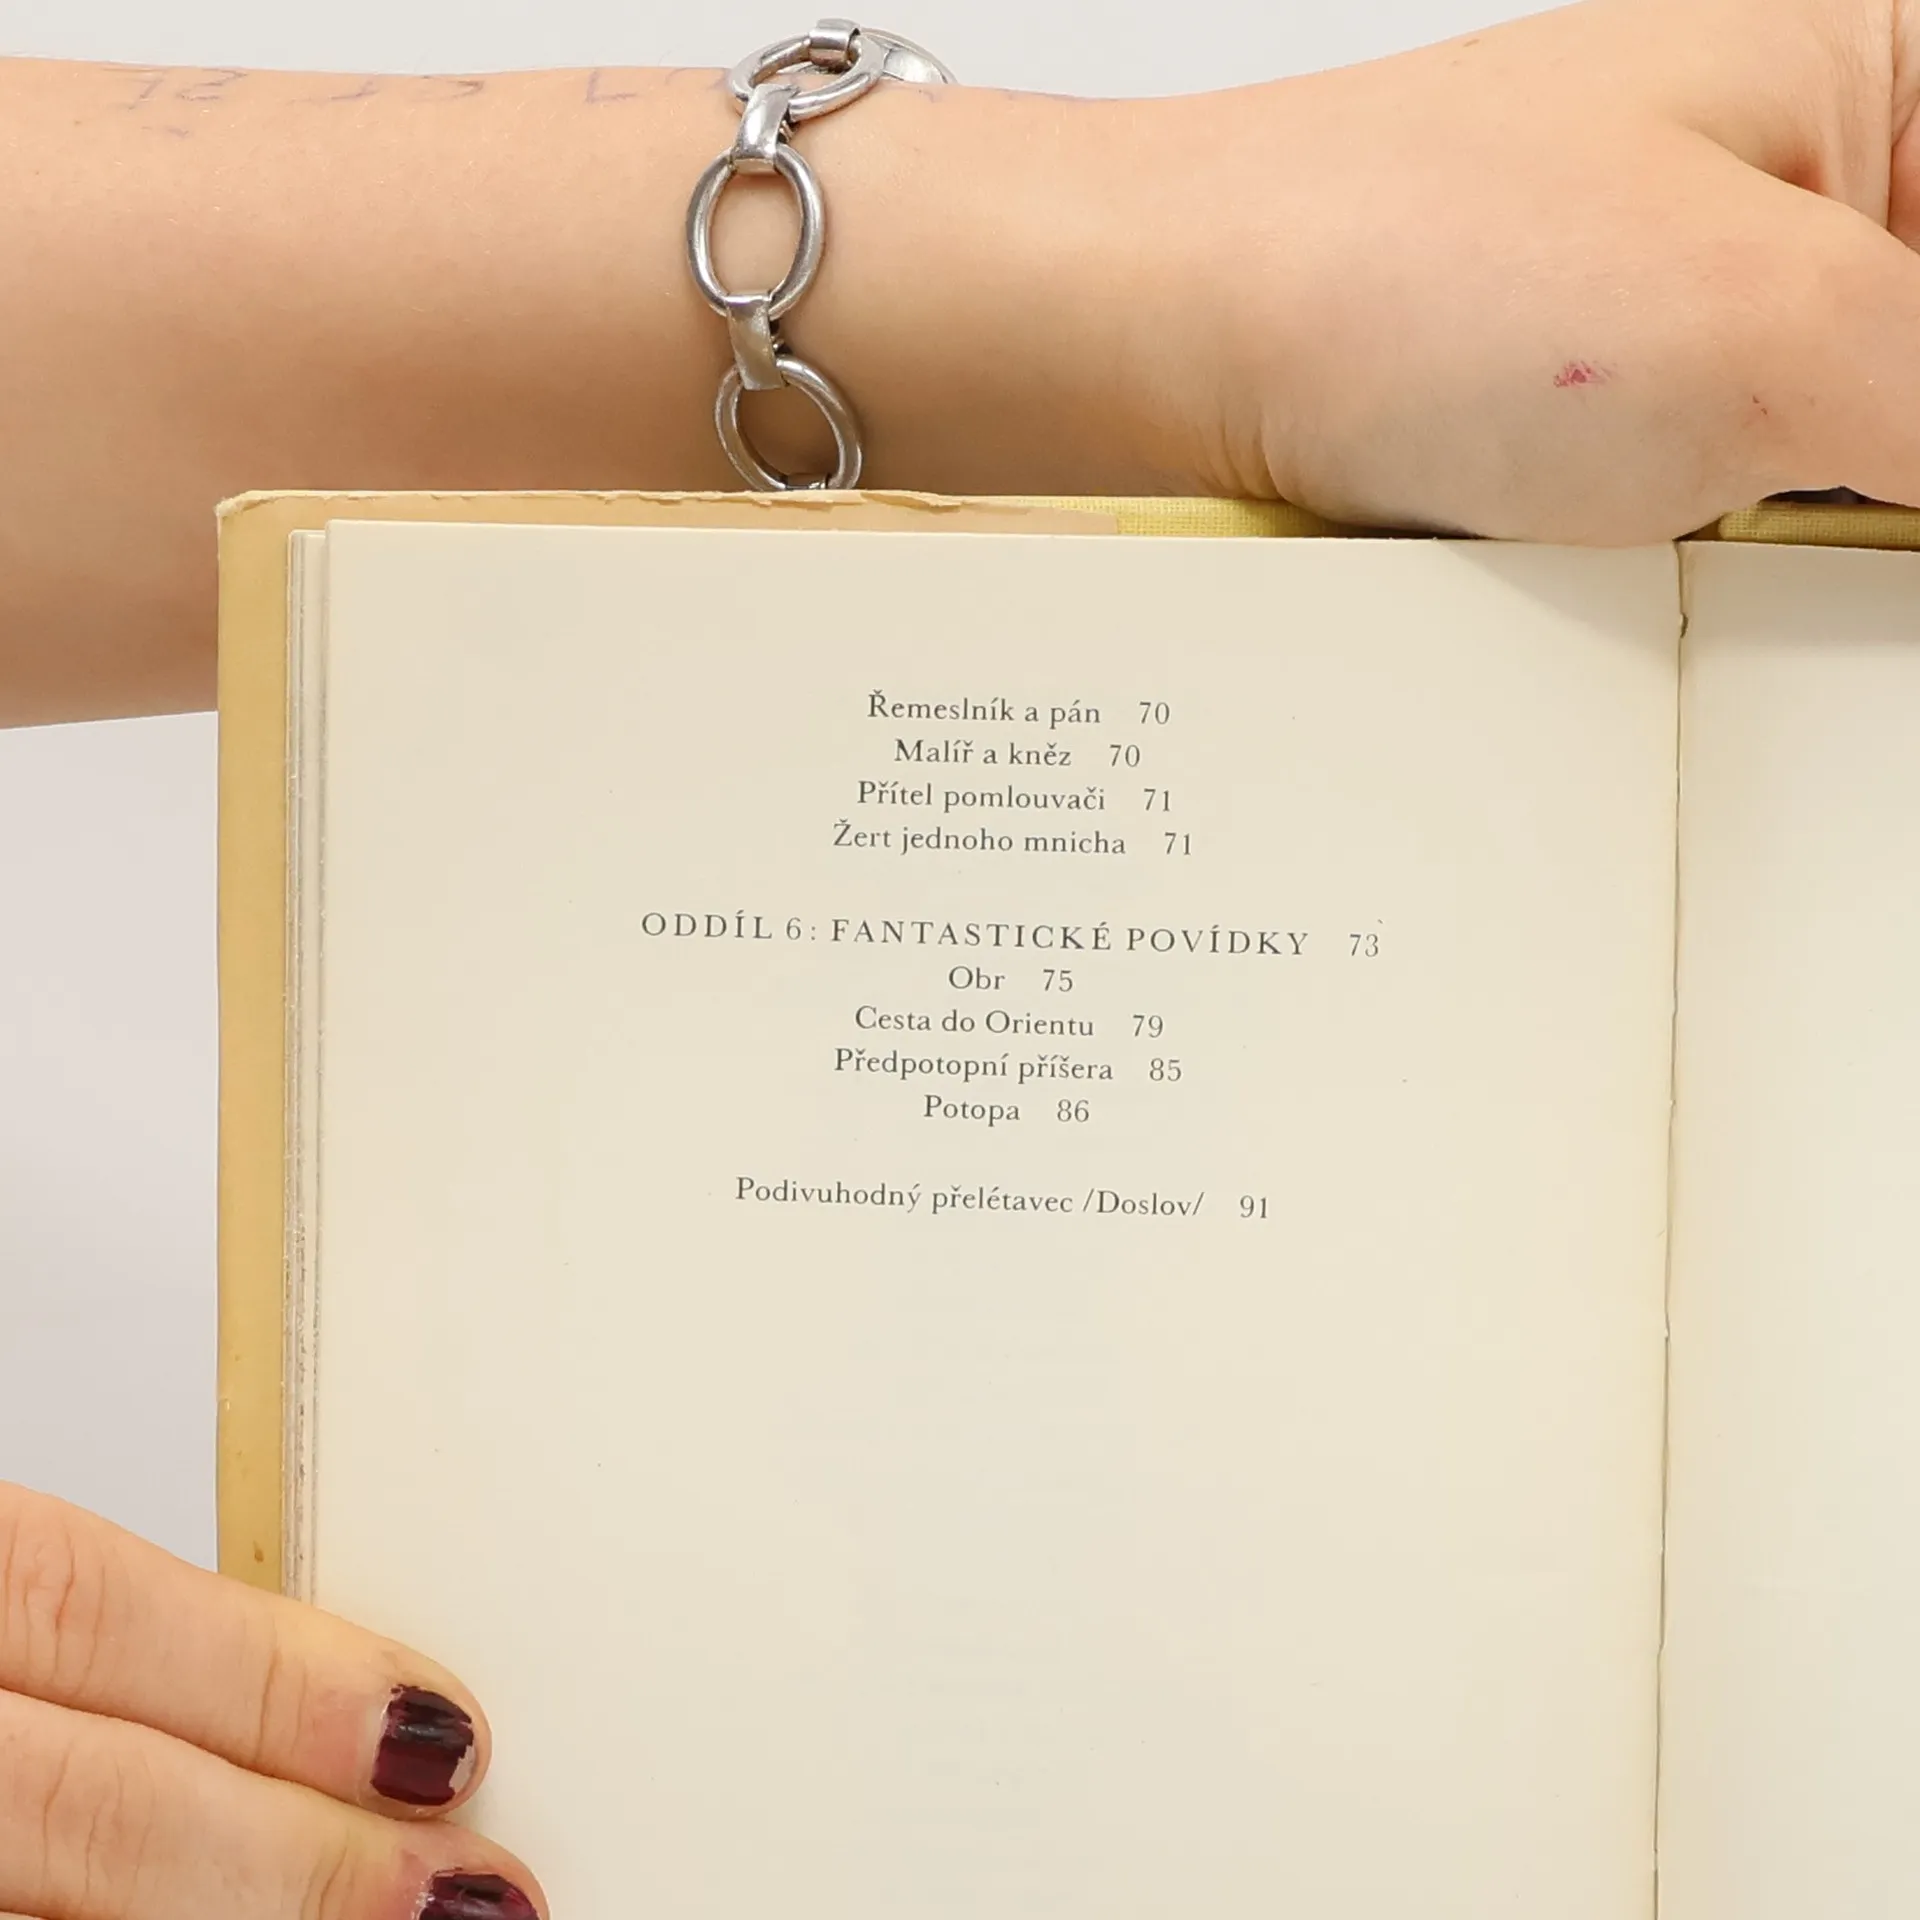 Řemeslník a pán 70
Malíř a kněz 70
Přítel pomlouvači 71
Žert jednoho mnicha 71
ODDÍL 6: FANTASTICKÉ POVÍDKY 73
Obr 75
Cesta do Orientu 79
Předpotopní příšera 85
Potopa 86
Podivuhodný přelétavec /Doslov/ 91